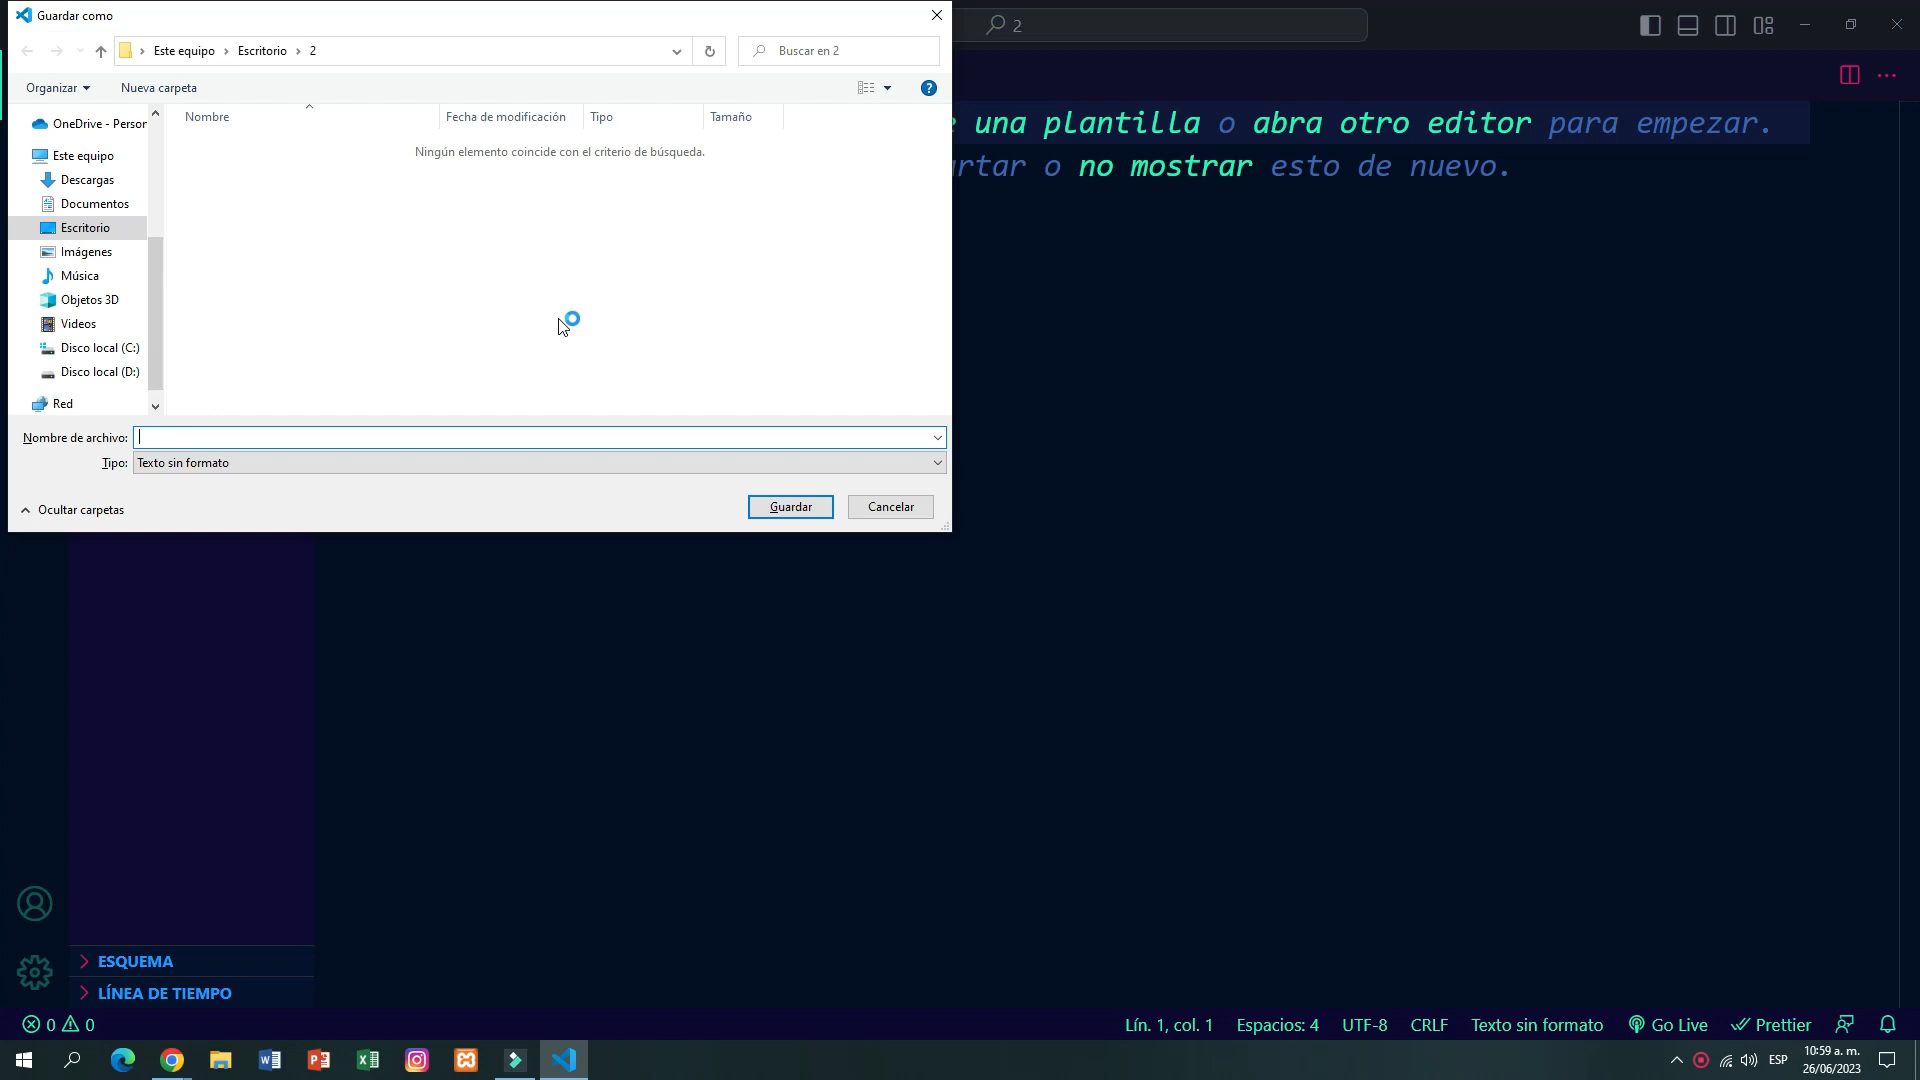 Guardar como
2
Este equipo
Escritorio
2
Buscar en 2
Organizar
Nueva carpeta
Nombre
Fecha de modificación
Tipo
Tamaño
una plantilla o abra otro editor para empezar.
Ningún elemento coincide con el criterio de búsqueda.
rtar o no mostrar esto de nuevo.
OneDrive - Person
Este equipo
Descargas
Documentos
Escritorio
Imágenes
Música
Objetos 3D
Videos
Disco local (C:)
Disco local (D:)
Red
Nombre de archivo:
Tipo: Texto sin formato
Guardar
Cancelar
Ocultar carpetas
ESQUEMA
LÍNEA DE TIEMPO
0 0
Lín. 1, col. 1
Espacios: 4
UTF-8
CRLF
Texto sin formato
Go Live
Prettier
ESP
10:59 a. m.
26/06/2023